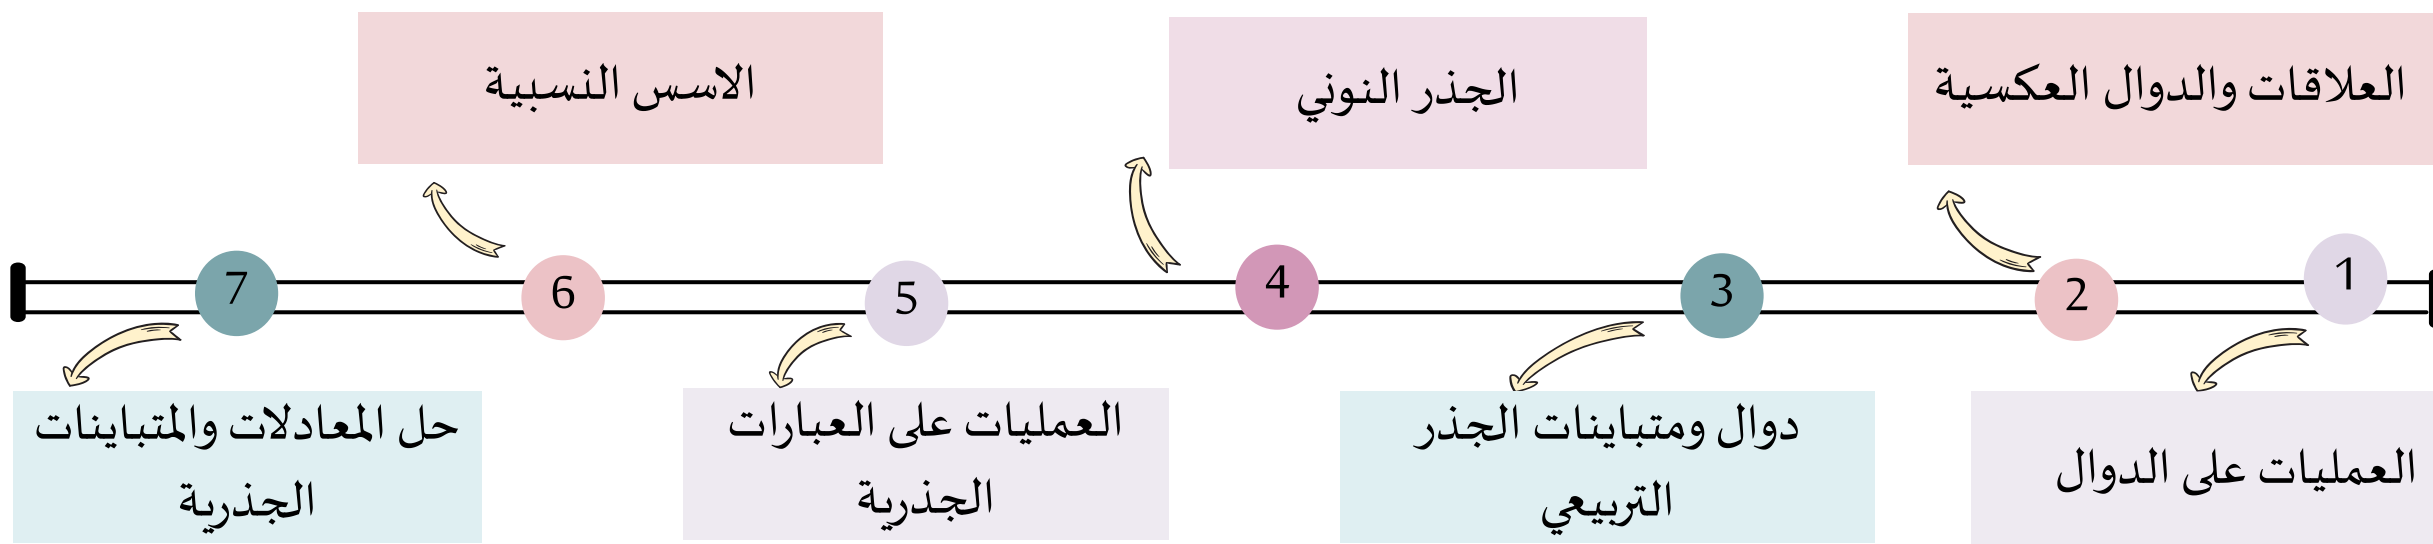 العلاقات والدوال العكسية
الجذر النوني
الاسس النسبية
1
2
3
4
5
6
7
العمليات على الدوال
دوال ومتباينات الجذر
التربيعي
العمليات على العبارات
الجذرية
حل المعادلات والمتباينات
الجذرية